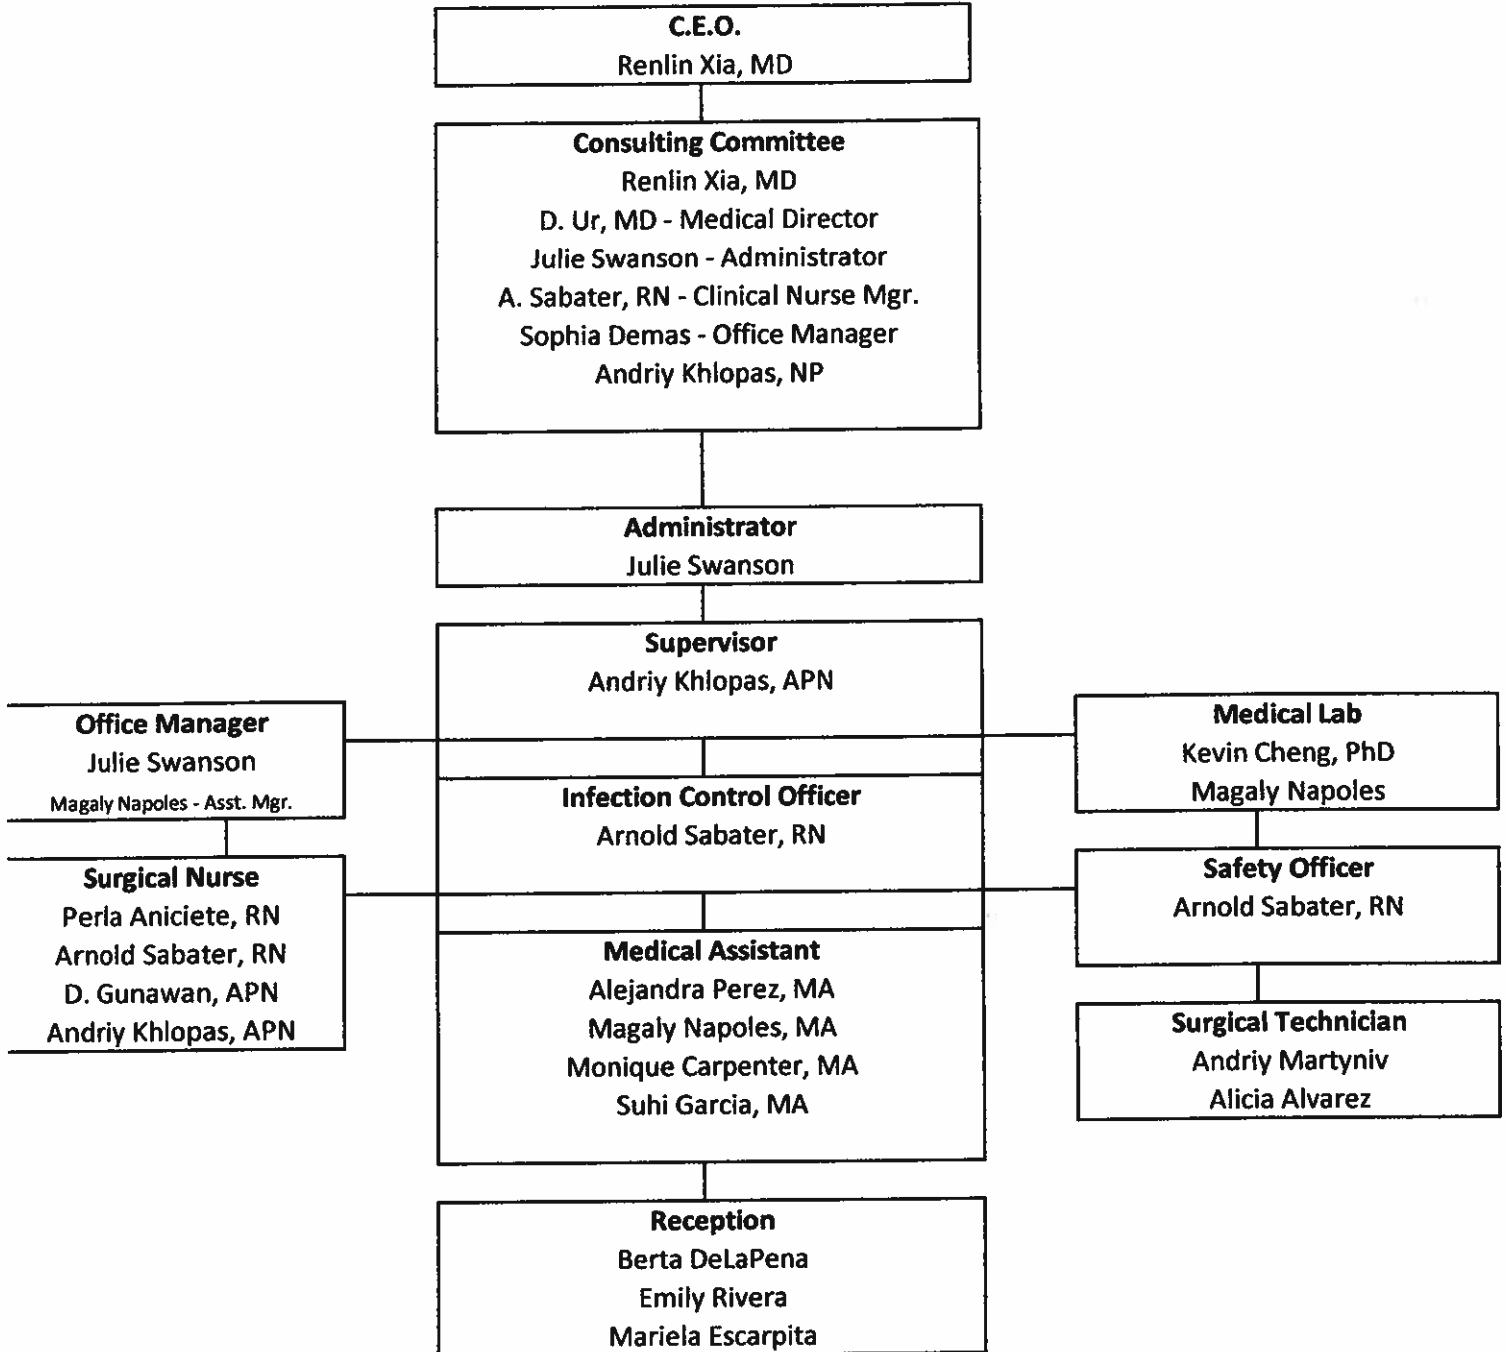 C.E.O.
Renlin Xia, MD
Consulting Committee
Renlin Xia, MD
D. Ur, MD - Medical Director
Julie Swanson - Administrator
A. Sabater, RN - Clinical Nurse Mgr.
Sophia Demas - Office Manager
Andriy Khlopas, NP
Administrator
Julie Swanson
Supervisor
Andriy Khlopas, APN
Office Manager
Julie Swanson
Magaly Napoles - Asst. Mgr.
Medical Lab
Kevin Cheng, PhD
Magaly Napoles
Infection Control Officer
Arnold Sabater, RN
Surgical Nurse
Perla Aniciete, RN
Arnold Sabater, RN
D. Gunawan, APN
Andriy Khlopas, APN
Safety Officer
Arnold Sabater, RN
Medical Assistant
Alejandra Perez, MA
Magaly Napoles, MA
Monique Carpenter, MA
Suhi Garcia, MA
Surgical Technician
Andriy Martyniv
Alicia Alvarez
Reception
Berta DeLaPena
Emily Rivera
Mariela Escarpita